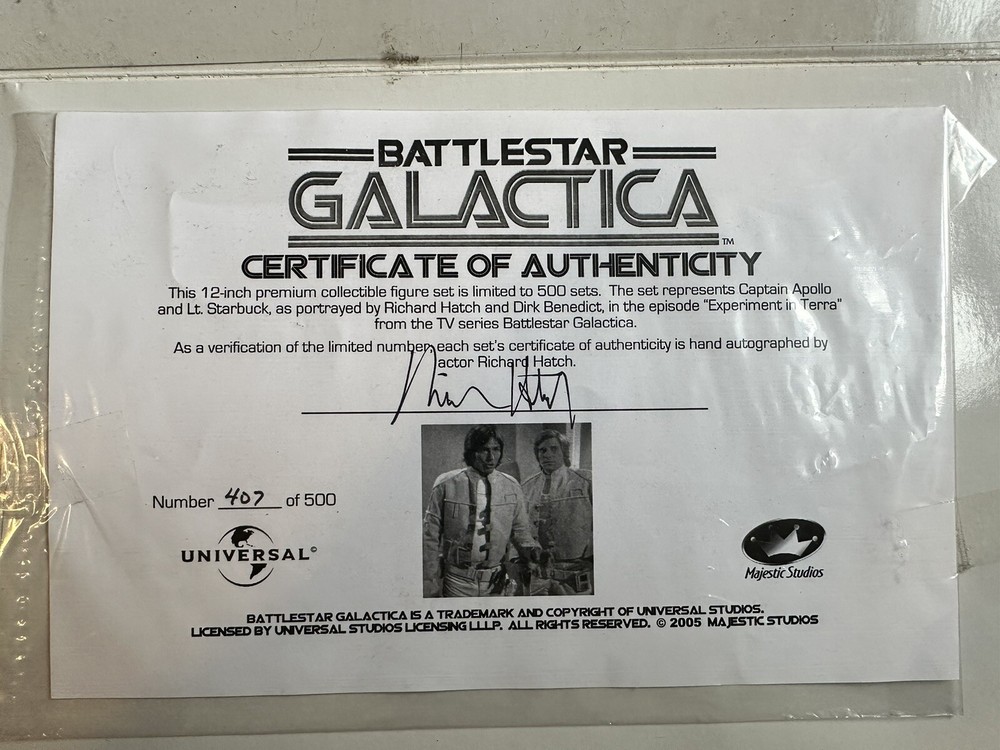 BATTLESTAR
GALACTICA
TM
CERTIFICATE OF AUTHENTICITY
This 12-inch premium collectible figure set is limited to 500 sets. The set represents Captain Apollo
and Lt. Starbuck, as portrayed by Richard Hatch and Dirk Benedict, in the episode “Experiment in Terra”
from the TV series Battlestar Galactica.
As a verification of the limited number, each set's certificate of authenticity is hand autographed by
actor Richard Hatch.
Number 407 of 500
UNIVERSAL©
Majestic Studios
BATTLESTAR GALACTICA IS A TRADEMARK AND COPYRIGHT OF UNIVERSAL STUDIOS.
LICENSED BY UNIVERSAL STUDIOS LICENSING LLLP. ALL RIGHTS RESERVED. © 2005 MAJESTIC STUDIOS